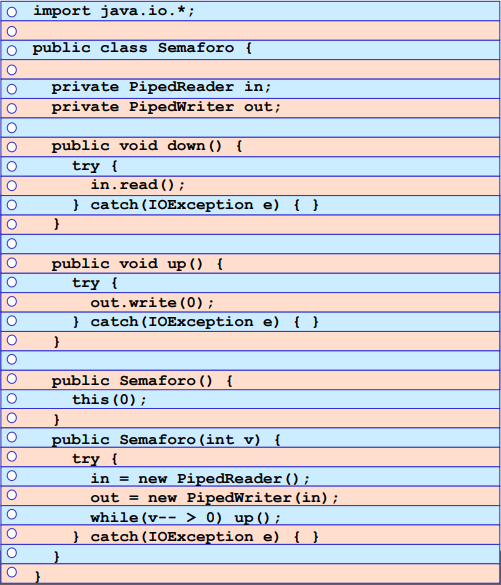 import java.io.*;
public class Semaforo {
private PipedReader in;
private PipedWriter out;
public void down() {
try {
in.read();
} catch(IOException e) { }
}
public void up() {
try {
out.write(0);
} catch(IOException e) { }
}
public Semaforo() {
this(0);
}
public Semaforo(int v) {
try {
in = new PipedReader();
out = new PipedWriter(in);
while(v-- > 0) up();
} catch(IOException e) { }
}
}